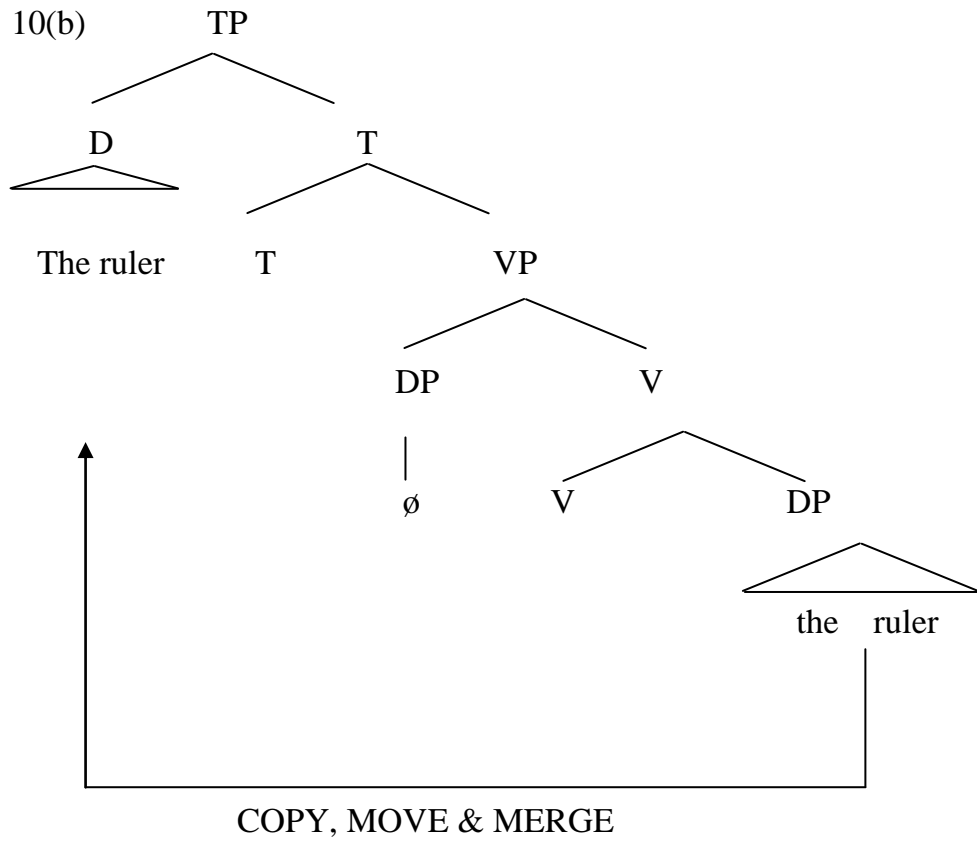 10(b) TP
D T
The ruler T VP
DP V
ø V DP
the ruler
COPY, MOVE & MERGE